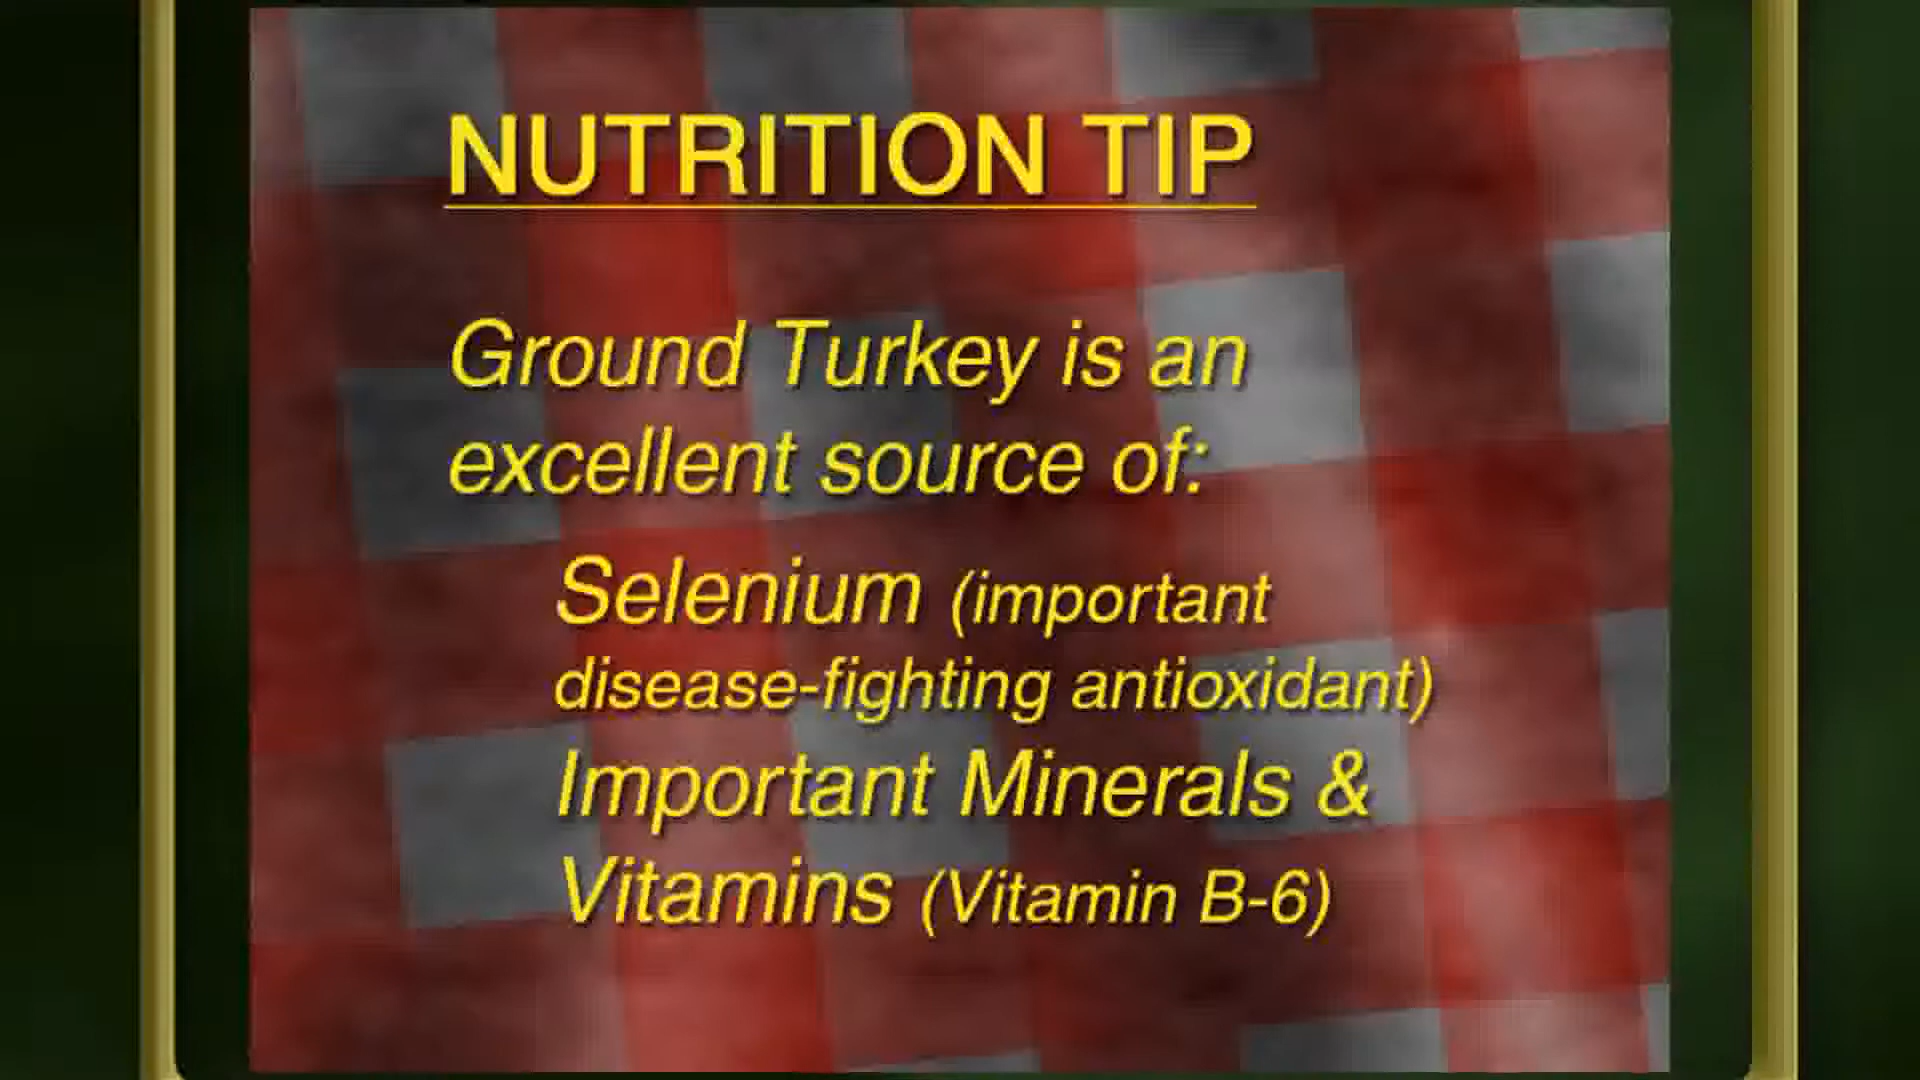 NUTRITION TIP
Ground Turkey is an
excellent source of:
Selenium (important
disease-fighting antioxidant)
Important Minerals &
Vitamins (Vitamin B-6)